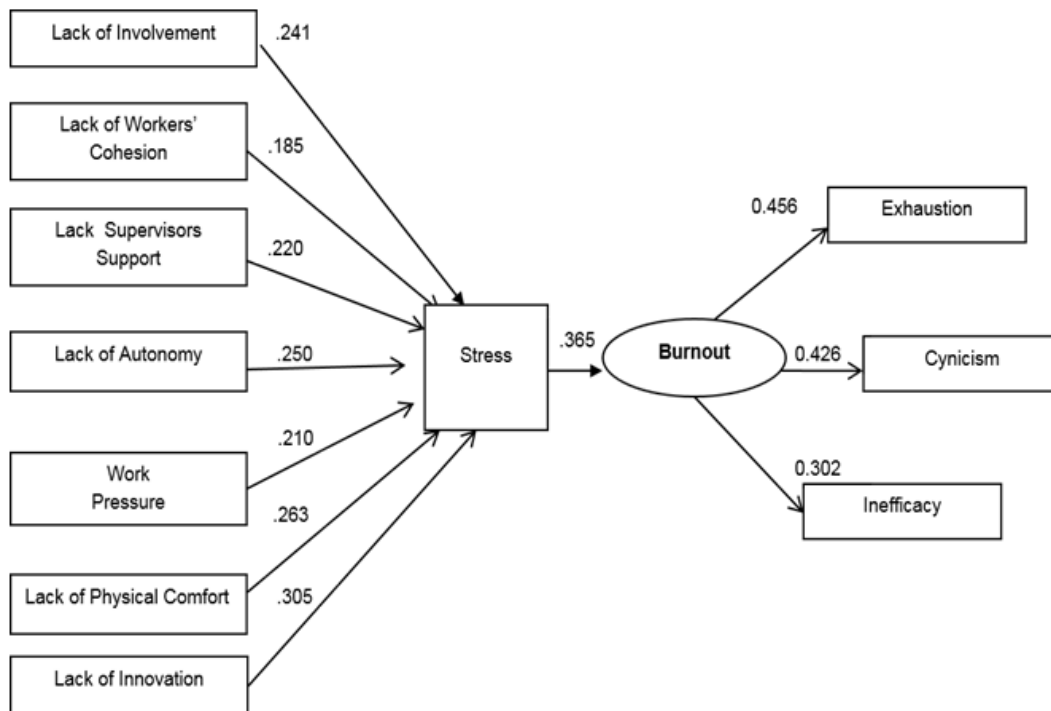 Lack of Involvement
.241
Lack of Workers’
Cohesion
.185
Lack Supervisors
Support
.220
Lack of Autonomy
.250
Work
Pressure
.210
Lack of Physical Comfort
.263
Lack of Innovation
.305
Stress
.365
Burnout
0.456
Exhaustion
0.426
Cynicism
0.302
Inefficacy